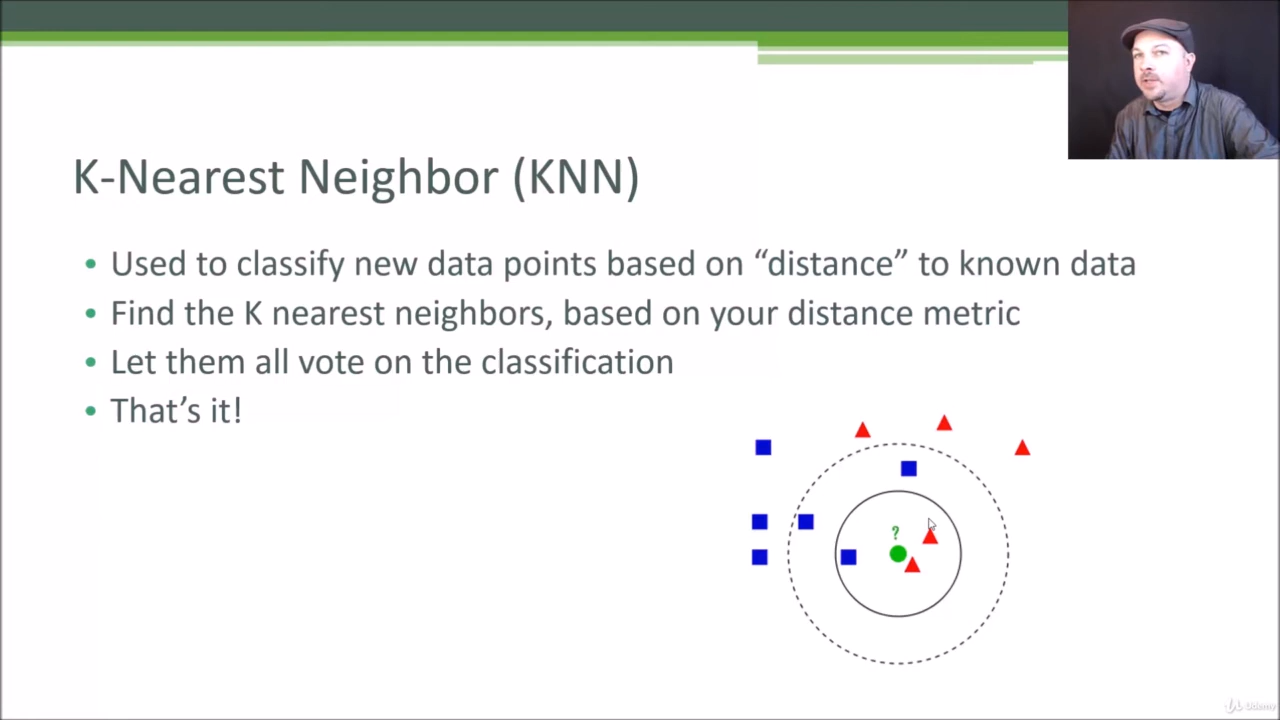 K-Nearest Neighbor (KNN)
• Used to classify new data points based on “distance” to known data
• Find the K nearest neighbors, based on your distance metric
• Let them all vote on the classification
• That’s it!
?
Udemy